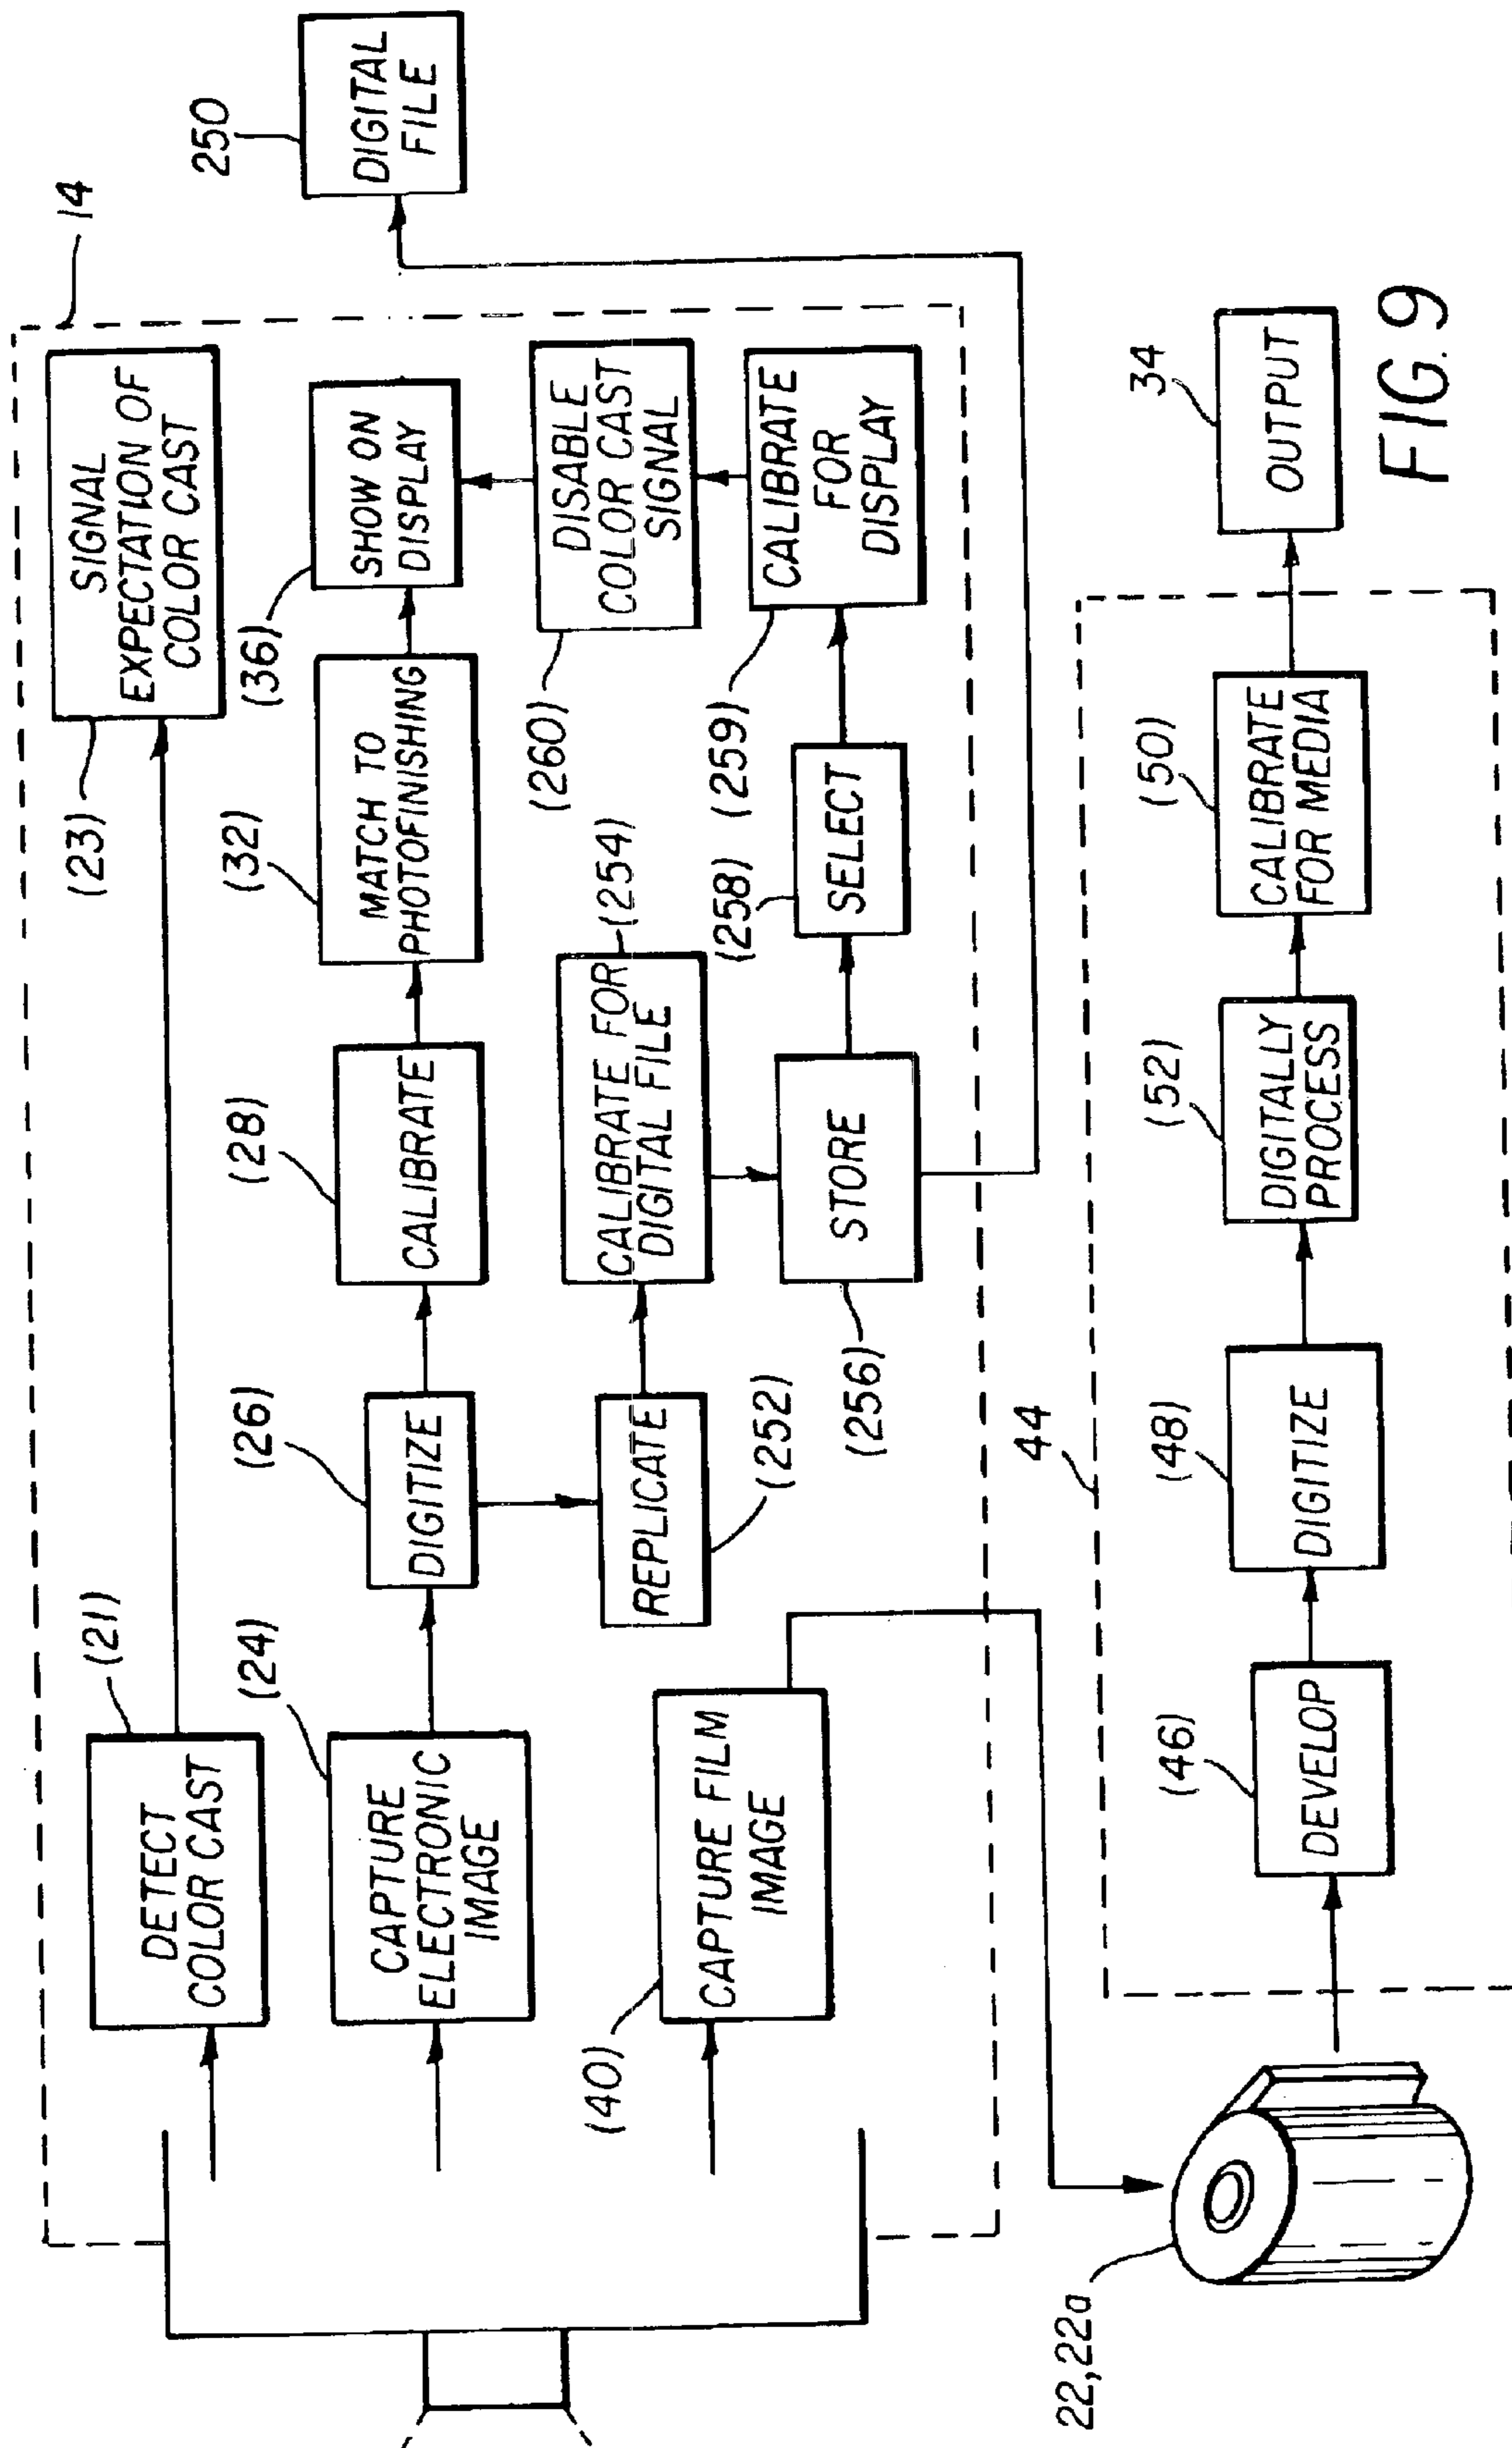 14
250
DIGITAL
FILE
(23)
SIGNAL
EXPECTATION OF
COLOR CAST
(21)
DETECT
COLOR CAST
(24)
CAPTURE
ELECTRONIC
IMAGE
(26)
DIGITIZE
(28)
CALIBRATE
(32)
MATCH TO
PHOTOFINISHING
(36)
SHOW ON
DISPLAY
(252)
REPLICATE
(254)
CALIBRATE FOR
DIGITAL FILE
(256)
STORE
(258)
SELECT
(259)
CALIBRATE
FOR
DISPLAY
(260)
DISABLE
COLOR CAST
SIGNAL
(40)
CAPTURE FILM
IMAGE
22,22a
44
(46)
DEVELOP
(48)
DIGITIZE
(52)
DIGITALLY
PROCESS
(50)
CALIBRATE
FOR MEDIA
34
OUTPUT
FIG. 9